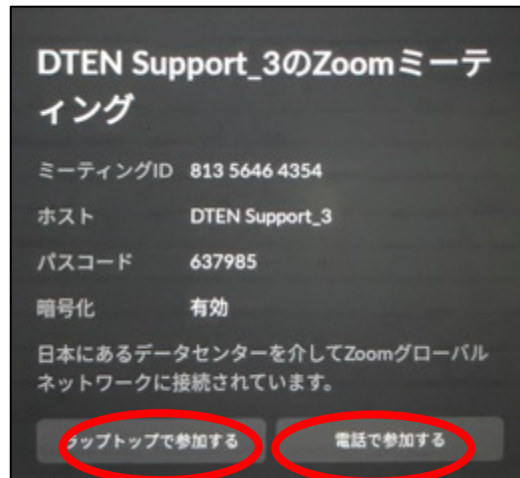 DTEN Support_3のZoomミーテ
ィング
ミーティングID 813 5646 4354
ホスト DTEN Support_3
パスコード 637985
暗号化 有効
日本にあるデータセンターを介してZoomグローバル
ネットワークに接続されています。
ラップトップで参加する 電話で参加する